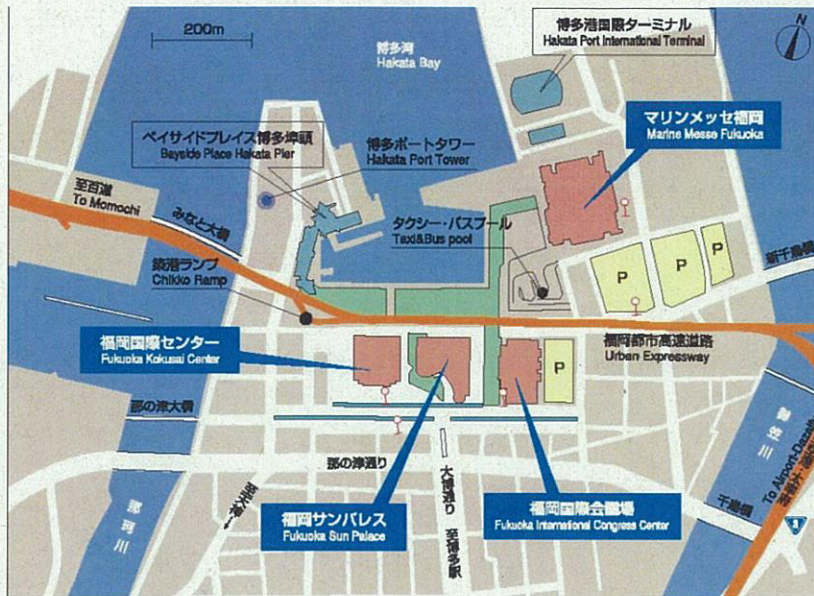 200m
博多湾
Hakata Bay
博多港国際ターミナル
Hakata Port International Terminal
N
マリンメッセ福岡
Marine Messe Fukuoka
ベイサイドプレイス博多埠頭
Bayside Place Hakata Pier
博多ポートタワー
Hakata Port Tower
至百道
To Momochi
みなと大橋
タクシー・バスプール
Taxi&Bus pool
築港ランプ
Chikko Ramp
P
P
P
新千鳥橋
福岡国際センター
Fukuoka Kokusai Center
福岡都市高速道路
Urban Expressway
P
那の津大橋
那の津通り
至天神
大博通り 至博多駅
那珂川
御笠川
千鳥橋
To Airport-Dazaifu
3
福岡サンパレス
Fukuoka Sun Palace
福岡国際会議場
Fukuoka International Congress Center